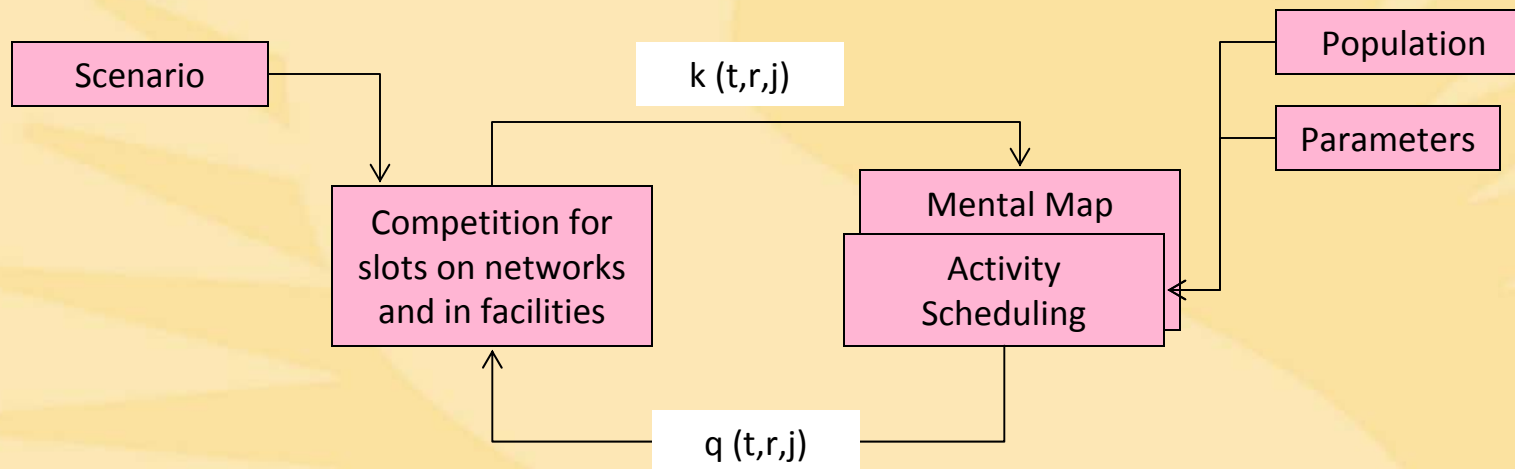 Scenario
k (t,r,j)
Population
Parameters
Competition for
slots on networks
and in facilities
Mental Map
Activity
Scheduling
q (t,r,j)